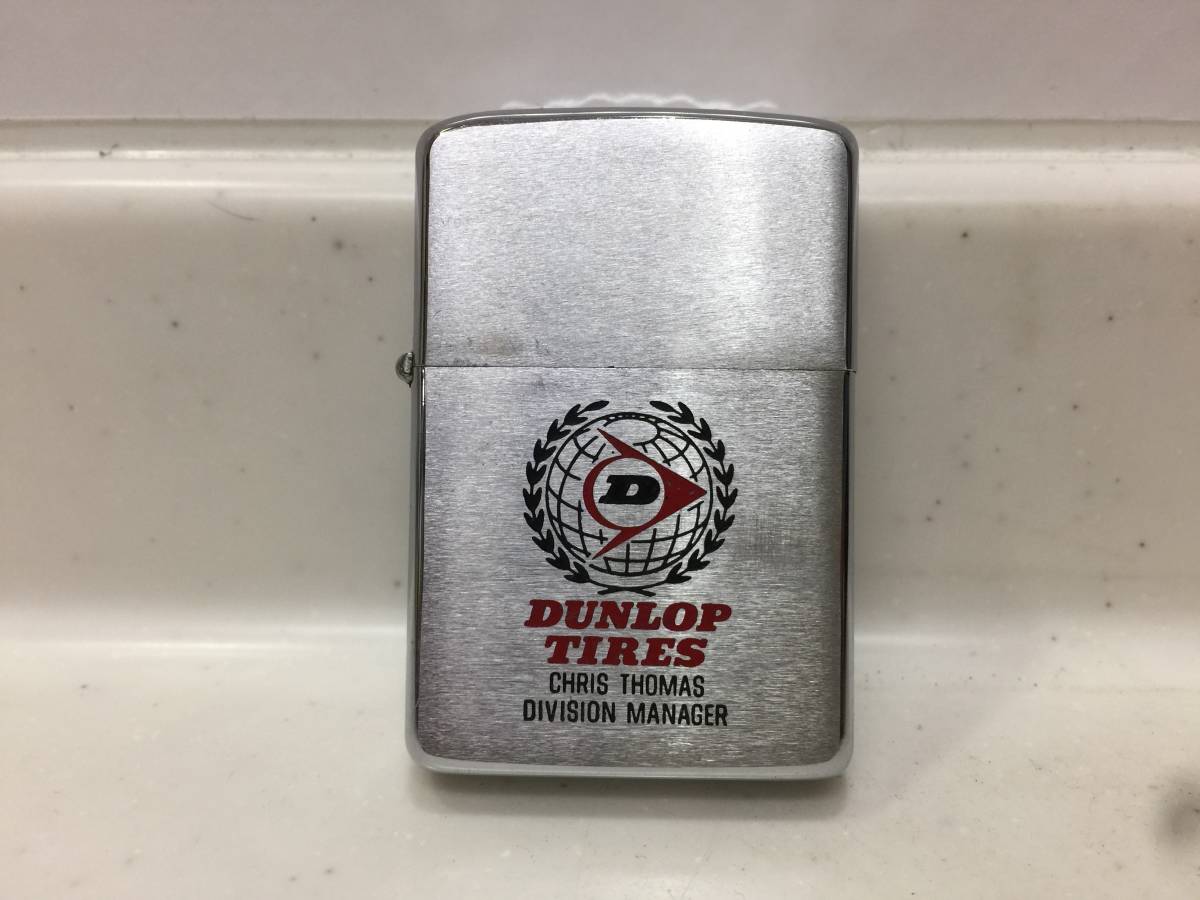 D
DUNLOP
TIRES
CHRIS THOMAS
DIVISION MANAGER